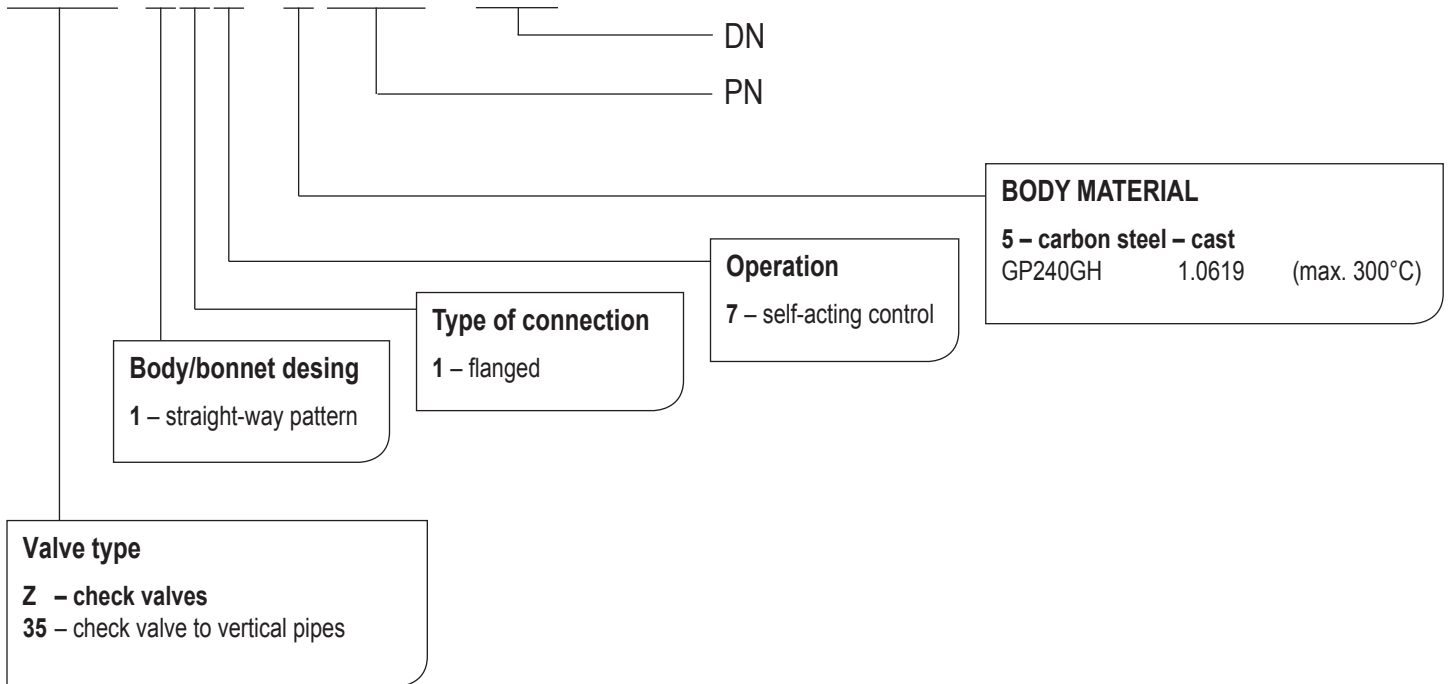 DN
PN
BODY MATERIAL
5 – carbon steel – cast
GP240GH 1.0619 (max. 300°C)
Operation
7 – self-acting control
Type of connection
1 – flanged
Body/bonnet desing
1 – straight-way pattern
Valve type
Z – check valves
35 – check valve to vertical pipes